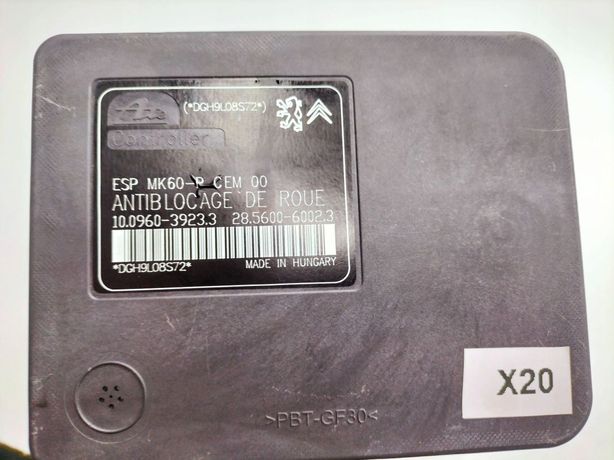 Ate
(*DGH9L08S72*)
Controller
ESP MK60-P CEM 00
ANTIBLOCAGE DE ROUE
10.0960-3923.3 28.5600-6002.3
*DGH9L08S72*
MADE IN HUNGARY
X20
>PBT-GF30<